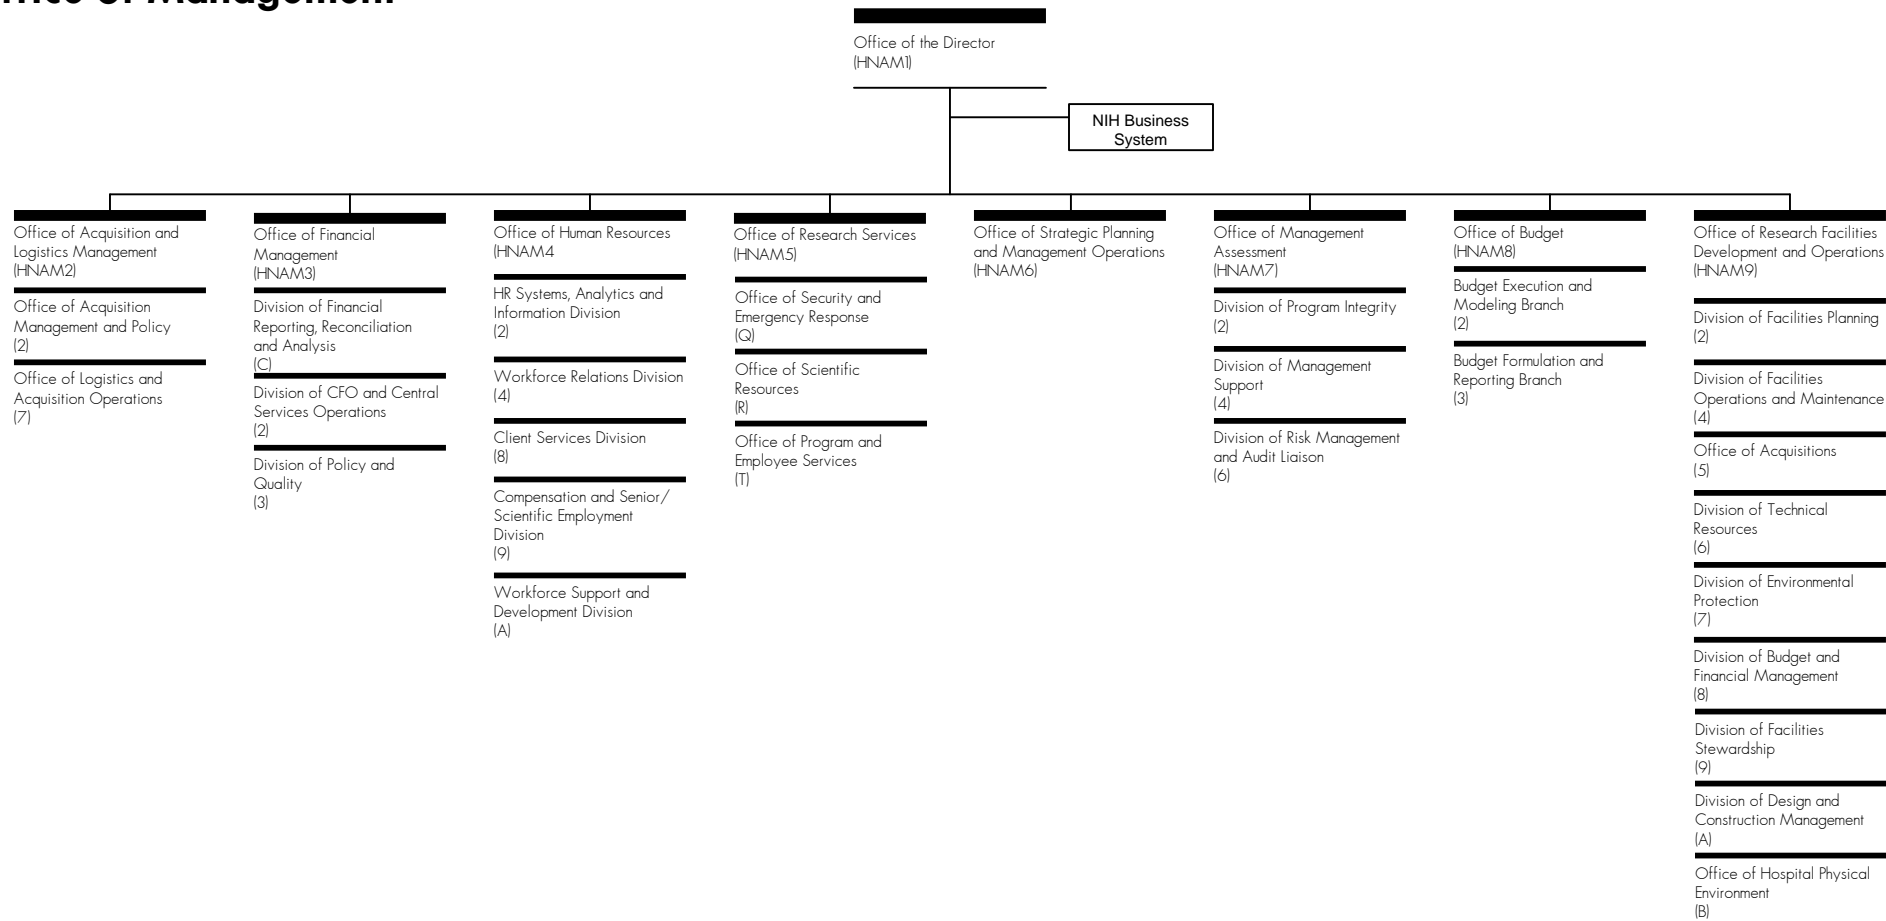 Office of Management
Office of the Director
(HNAM1)
NIH Business
System
Office of Acquisition and
Logistics Management
(HNAM2)
Office of Acquisition
Management and Policy
(2)
Office of Logistics and
Acquisition Operations
(7)
Office of Financial
Management
(HNAM3)
Division of Financial
Reporting, Reconciliation
and Analysis
(C)
Division of CFO and Central
Services Operations
(2)
Division of Policy and
Quality
(3)
Office of Human Resources
(HNAM4
HR Systems, Analytics and
Information Division
(2)
Workforce Relations Division
(4)
Client Services Division
(8)
Compensation and Senior/
Scientific Employment
Division
(9)
Workforce Support and
Development Division
(A)
Office of Research Services
(HNAM5)
Office of Security and
Emergency Response
(Q)
Office of Scientific
Resources
(R)
Office of Program and
Employee Services
(T)
Office of Strategic Planning
and Management Operations
(HNAM6)
Office of Management
Assessment
(HNAM7)
Division of Program Integrity
(2)
Division of Management
Support
(4)
Division of Risk Management
and Audit Liaison
(6)
Office of Budget
(HNAM8)
Budget Execution and
Modeling Branch
(2)
Budget Formulation and
Reporting Branch
(3)
Office of Research Facilities
Development and Operations
(HNAM9)
Division of Facilities Planning
(2)
Division of Facilities
Operations and Maintenance
(4)
Office of Acquisitions
(5)
Division of Technical
Resources
(6)
Division of Environmental
Protection
(7)
Division of Budget and
Financial Management
(8)
Division of Facilities
Stewardship
(9)
Division of Design and
Construction Management
(A)
Office of Hospital Physical
Environment
(B)